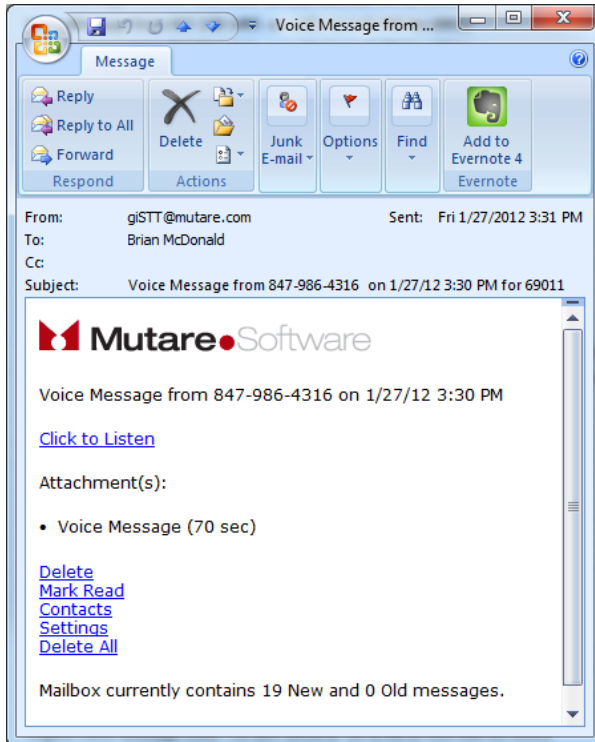 Voice Message from ...
Message
Reply
Reply to All
Forward
Respond
Delete
Actions
Junk
E-mail
Options
Find
Add to
Evernote 4
Evernote
From: giSTT@mutare.com Sent: Fri 1/27/2012 3:31 PM
To: Brian McDonald
Cc:
Subject: Voice Message from 847-986-4316 on 1/27/12 3:30 PM for 69011
Mutare•Software
Voice Message from 847-986-4316 on 1/27/12 3:30 PM
Click to Listen
Attachment(s):
• Voice Message (70 sec)
Delete
Mark Read
Contacts
Settings
Delete All
Mailbox currently contains 19 New and 0 Old messages.